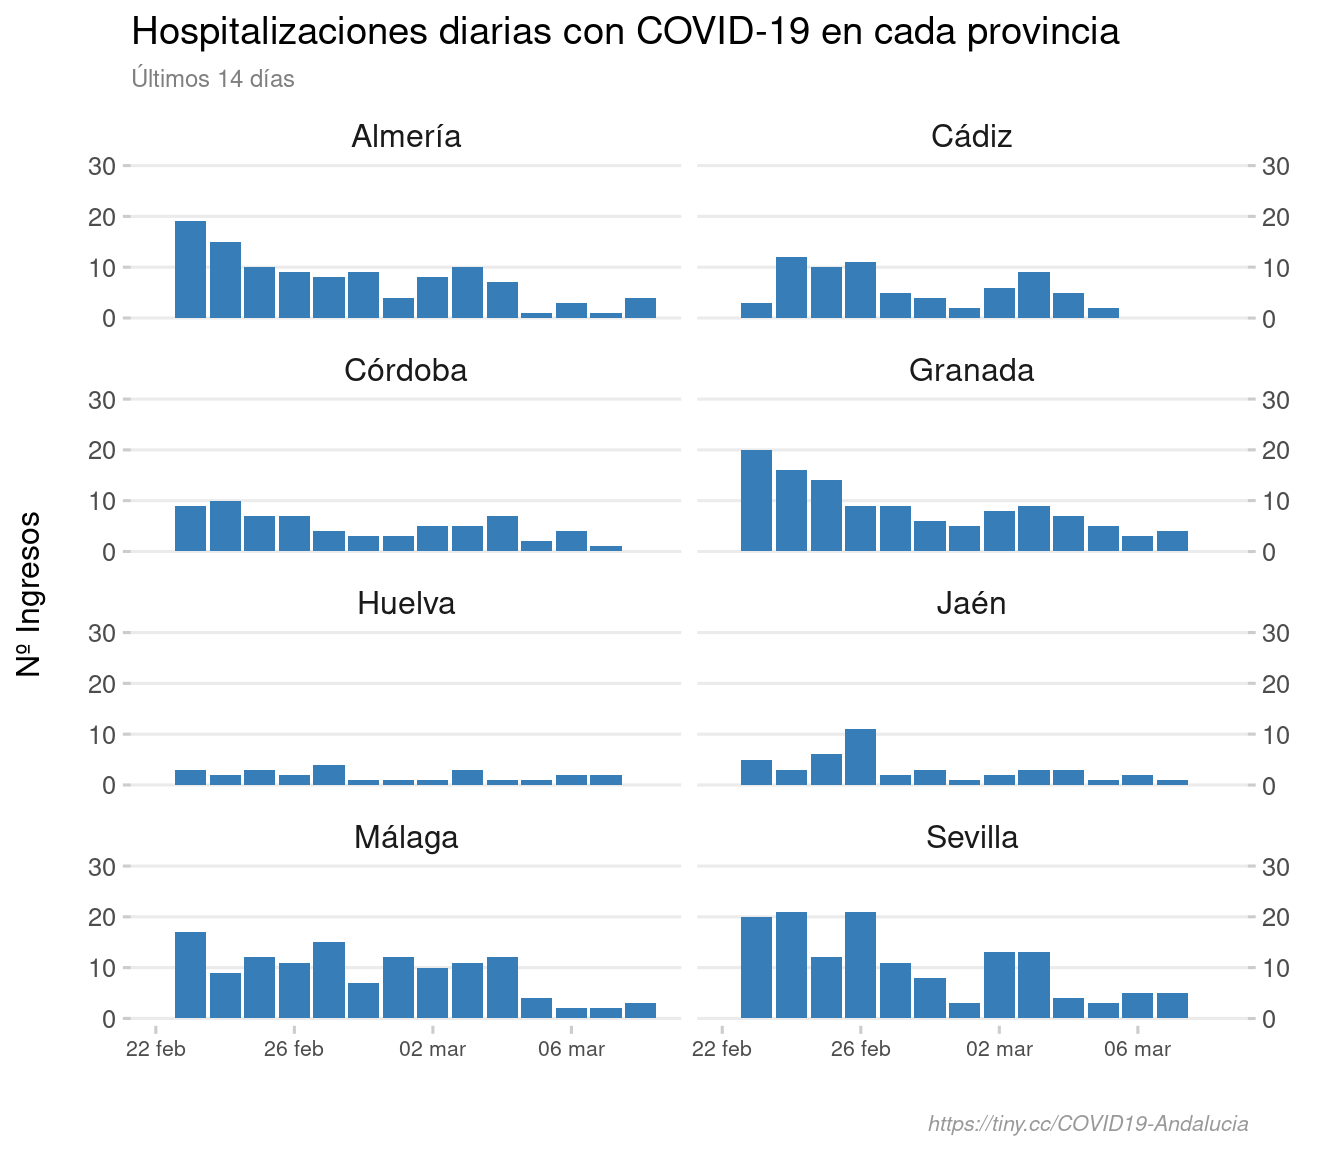 Hospitalizaciones diarias con COVID-19 en cada provincia
Últimos 14 días
Almería
Cádiz
30
20
10
0
30
20
10
0
Córdoba
Granada
30
20
10
0
30
20
10
0
Nº Ingresos
Huelva
Jaén
30
20
10
0
30
20
10
0
Málaga
Sevilla
30
20
10
0
30
20
10
0
22 feb 26 feb 02 mar 06 mar
22 feb 26 feb 02 mar 06 mar
https://tiny.cc/COVID19-Andalucia